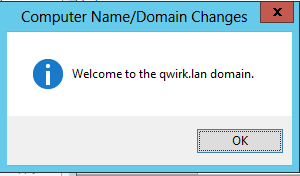 Computer Name/Domain Changes
x
Welcome to the qwirk.lan domain.
OK